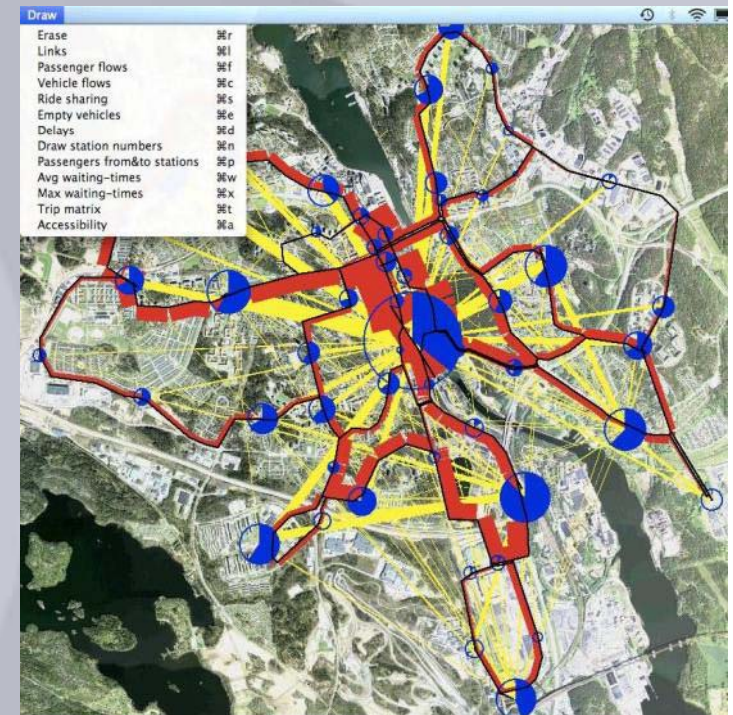 Draw
Erase ⌘r
Links ⌘l
Passenger flows ⌘f
Vehicle flows ⌘c
Ride sharing ⌘s
Empty vehicles ⌘e
Delays ⌘d
Draw station numbers ⌘n
Passengers from&to stations ⌘p
Avg waiting-times ⌘w
Max waiting-times ⌘x
Trip matrix ⌘t
Accessibility ⌘a